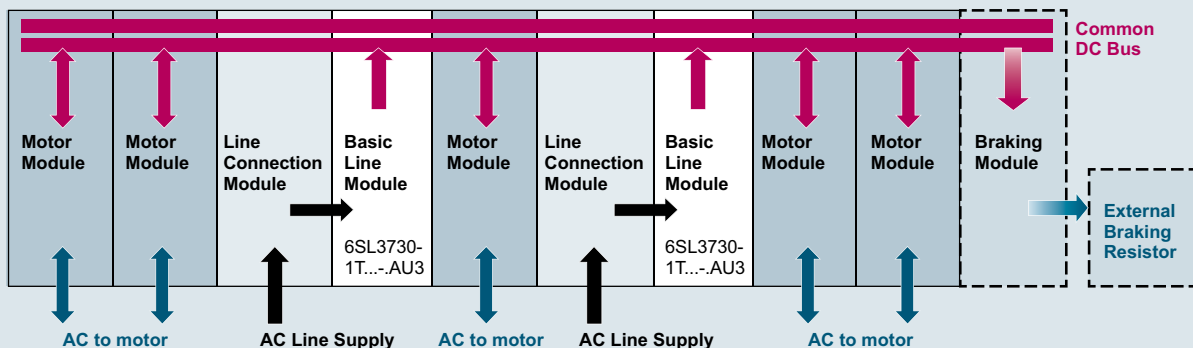 Common
DC Bus
Motor
Module
Motor
Module
Line
Connection
Module
Basic
Line
Module
6SL3730-
1T...-.AU3
Motor
Module
Line
Connection
Module
Basic
Line
Module
6SL3730-
1T...-.AU3
Motor
Module
Motor
Module
Braking
Module
External
Braking
Resistor
AC to motor
AC Line Supply
AC to motor
AC Line Supply
AC to motor